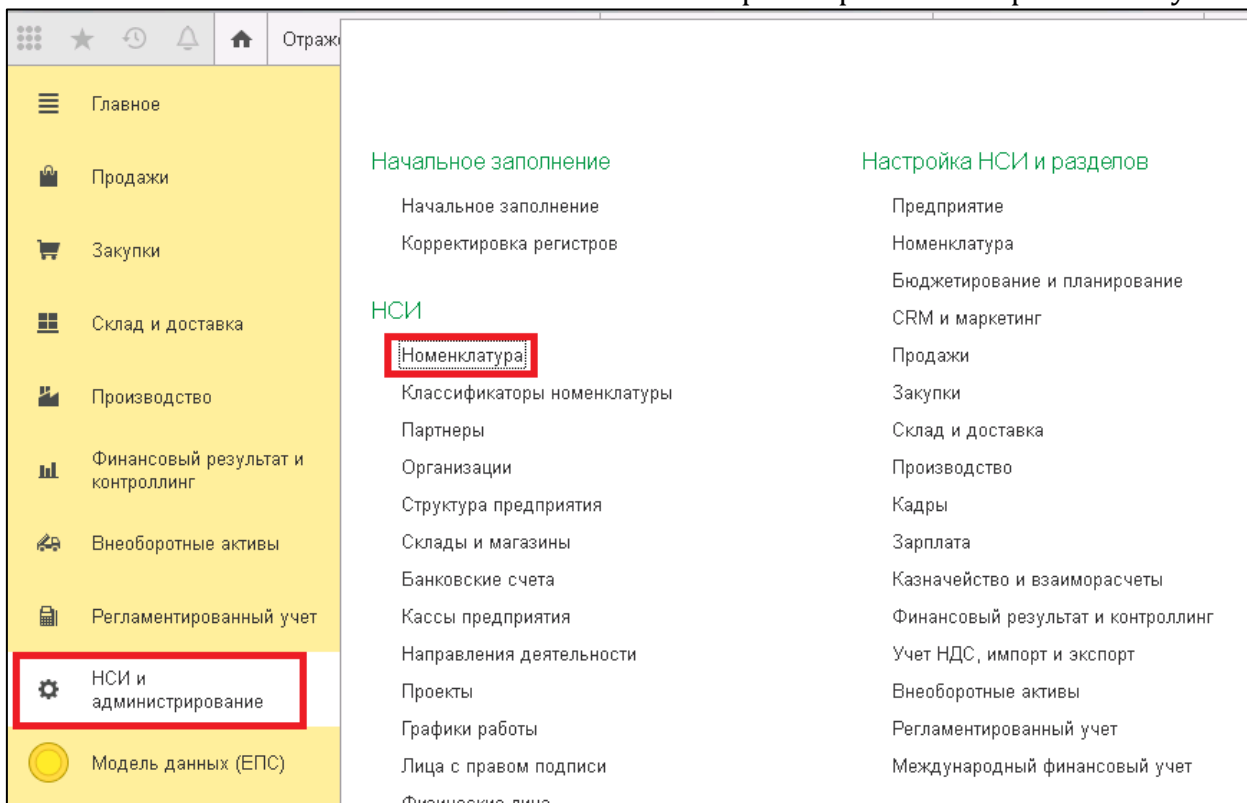 Отраж
Главное
Продажи
Закупки
Склад и доставка
Производство
Финансовый результат и
контроллинг
Внеоборотные активы
Регламентированный учет
НСИ и
администрирование
Модель данных (ЕПС)
Начальное заполнение
Начальное заполнение
Корректировка регистров
НСИ
Номенклатура
Классификаторы номенклатуры
Партнеры
Организации
Структура предприятия
Склады и магазины
Банковские счета
Кассы предприятия
Направления деятельности
Проекты
Графики работы
Лица с правом подписи
Физические лица
Настройка НСИ и разделов
Предприятие
Номенклатура
Бюджетирование и планирование
CRM и маркетинг
Продажи
Закупки
Склад и доставка
Производство
Кадры
Зарплата
Казначейство и взаиморасчеты
Финансовый результат и контроллинг
Учет НДС, импорт и экспорт
Внеоборотные активы
Регламентированный учет
Международный финансовый учет